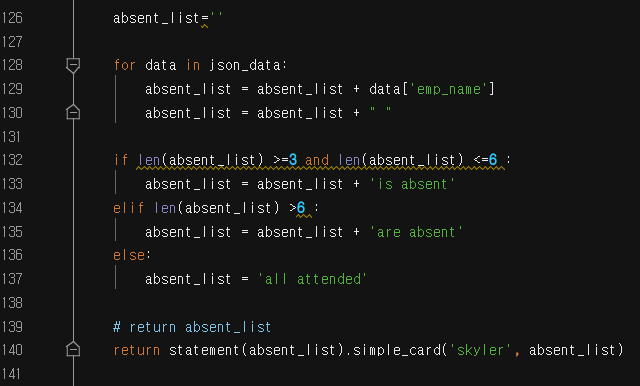 126 absent_list=''
127
128 for data in json_data:
129 absent_list = absent_list + data['emp_name']
130 absent_list = absent_list + " "
131
132 if len(absent_list) >=3 and len(absent_list) <=6 :
133 absent_list = absent_list + 'is absent'
134 elif len(absent_list) >6 :
135 absent_list = absent_list + 'are absent'
136 else:
137 absent_list = 'all attended'
138
139 # return absent_list
140 return statement(absent_list).simple_card('skyler', absent_list)
141